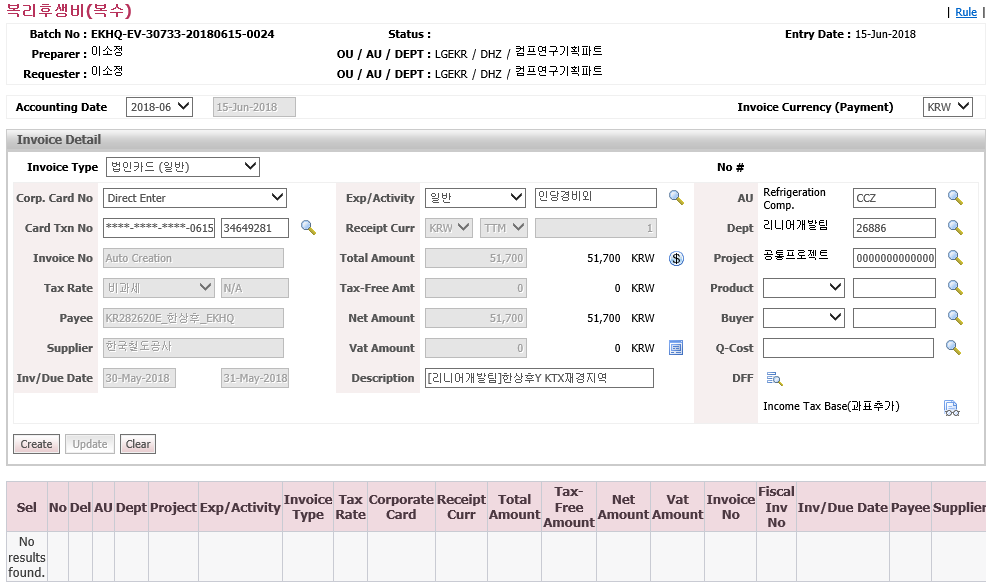 복리후생비(복수)
| Rule |
Batch No : EKHQ-EV-30733-20180615-0024 Status : Entry Date : 15-Jun-2018
Preparer : 이소정 OU / AU / DEPT : LGEKR / DHZ / 컴프연구기획파트
Requester : 이소정 OU / AU / DEPT : LGEKR / DHZ / 컴프연구기획파트
Accounting Date 2018-06 15-Jun-2018 Invoice Currency (Payment) KRW
Invoice Detail
Invoice Type 법인카드 (일반) No #
Corp. Card No Direct Enter Exp/Activity 일반 인당경비외 AU Refrigeration Comp. CCZ
Card Txn No ****-****-****-0615 34649281 Receipt Curr KRW TTM 1 Dept 리니어개발팀 26886
Invoice No Auto Creation Total Amount 51,700 51,700 KRW Project 공통프로젝트 0000000000000
Tax Rate 비과세 N/A Tax-Free Amt 0 0 KRW Product
Payee KR282620E_한상후_EKHQ Net Amount 51,700 51,700 KRW Buyer
Supplier 한국철도공사 Vat Amount 0 0 KRW Q-Cost
Inv/Due Date 30-May-2018 31-May-2018 Description [리니어개발팀]한상후Y KTX재경지역 DFF
Income Tax Base(과표추가)
Create Update Clear
Sel No Del AU Dept Project Exp/Activity Invoice Type Tax Rate Corporate Card Receipt Curr Total Amount Tax-Free Amount Net Amount Vat Amount Invoice No Fiscal Inv No Inv/Due Date Payee Supplier
No results found.